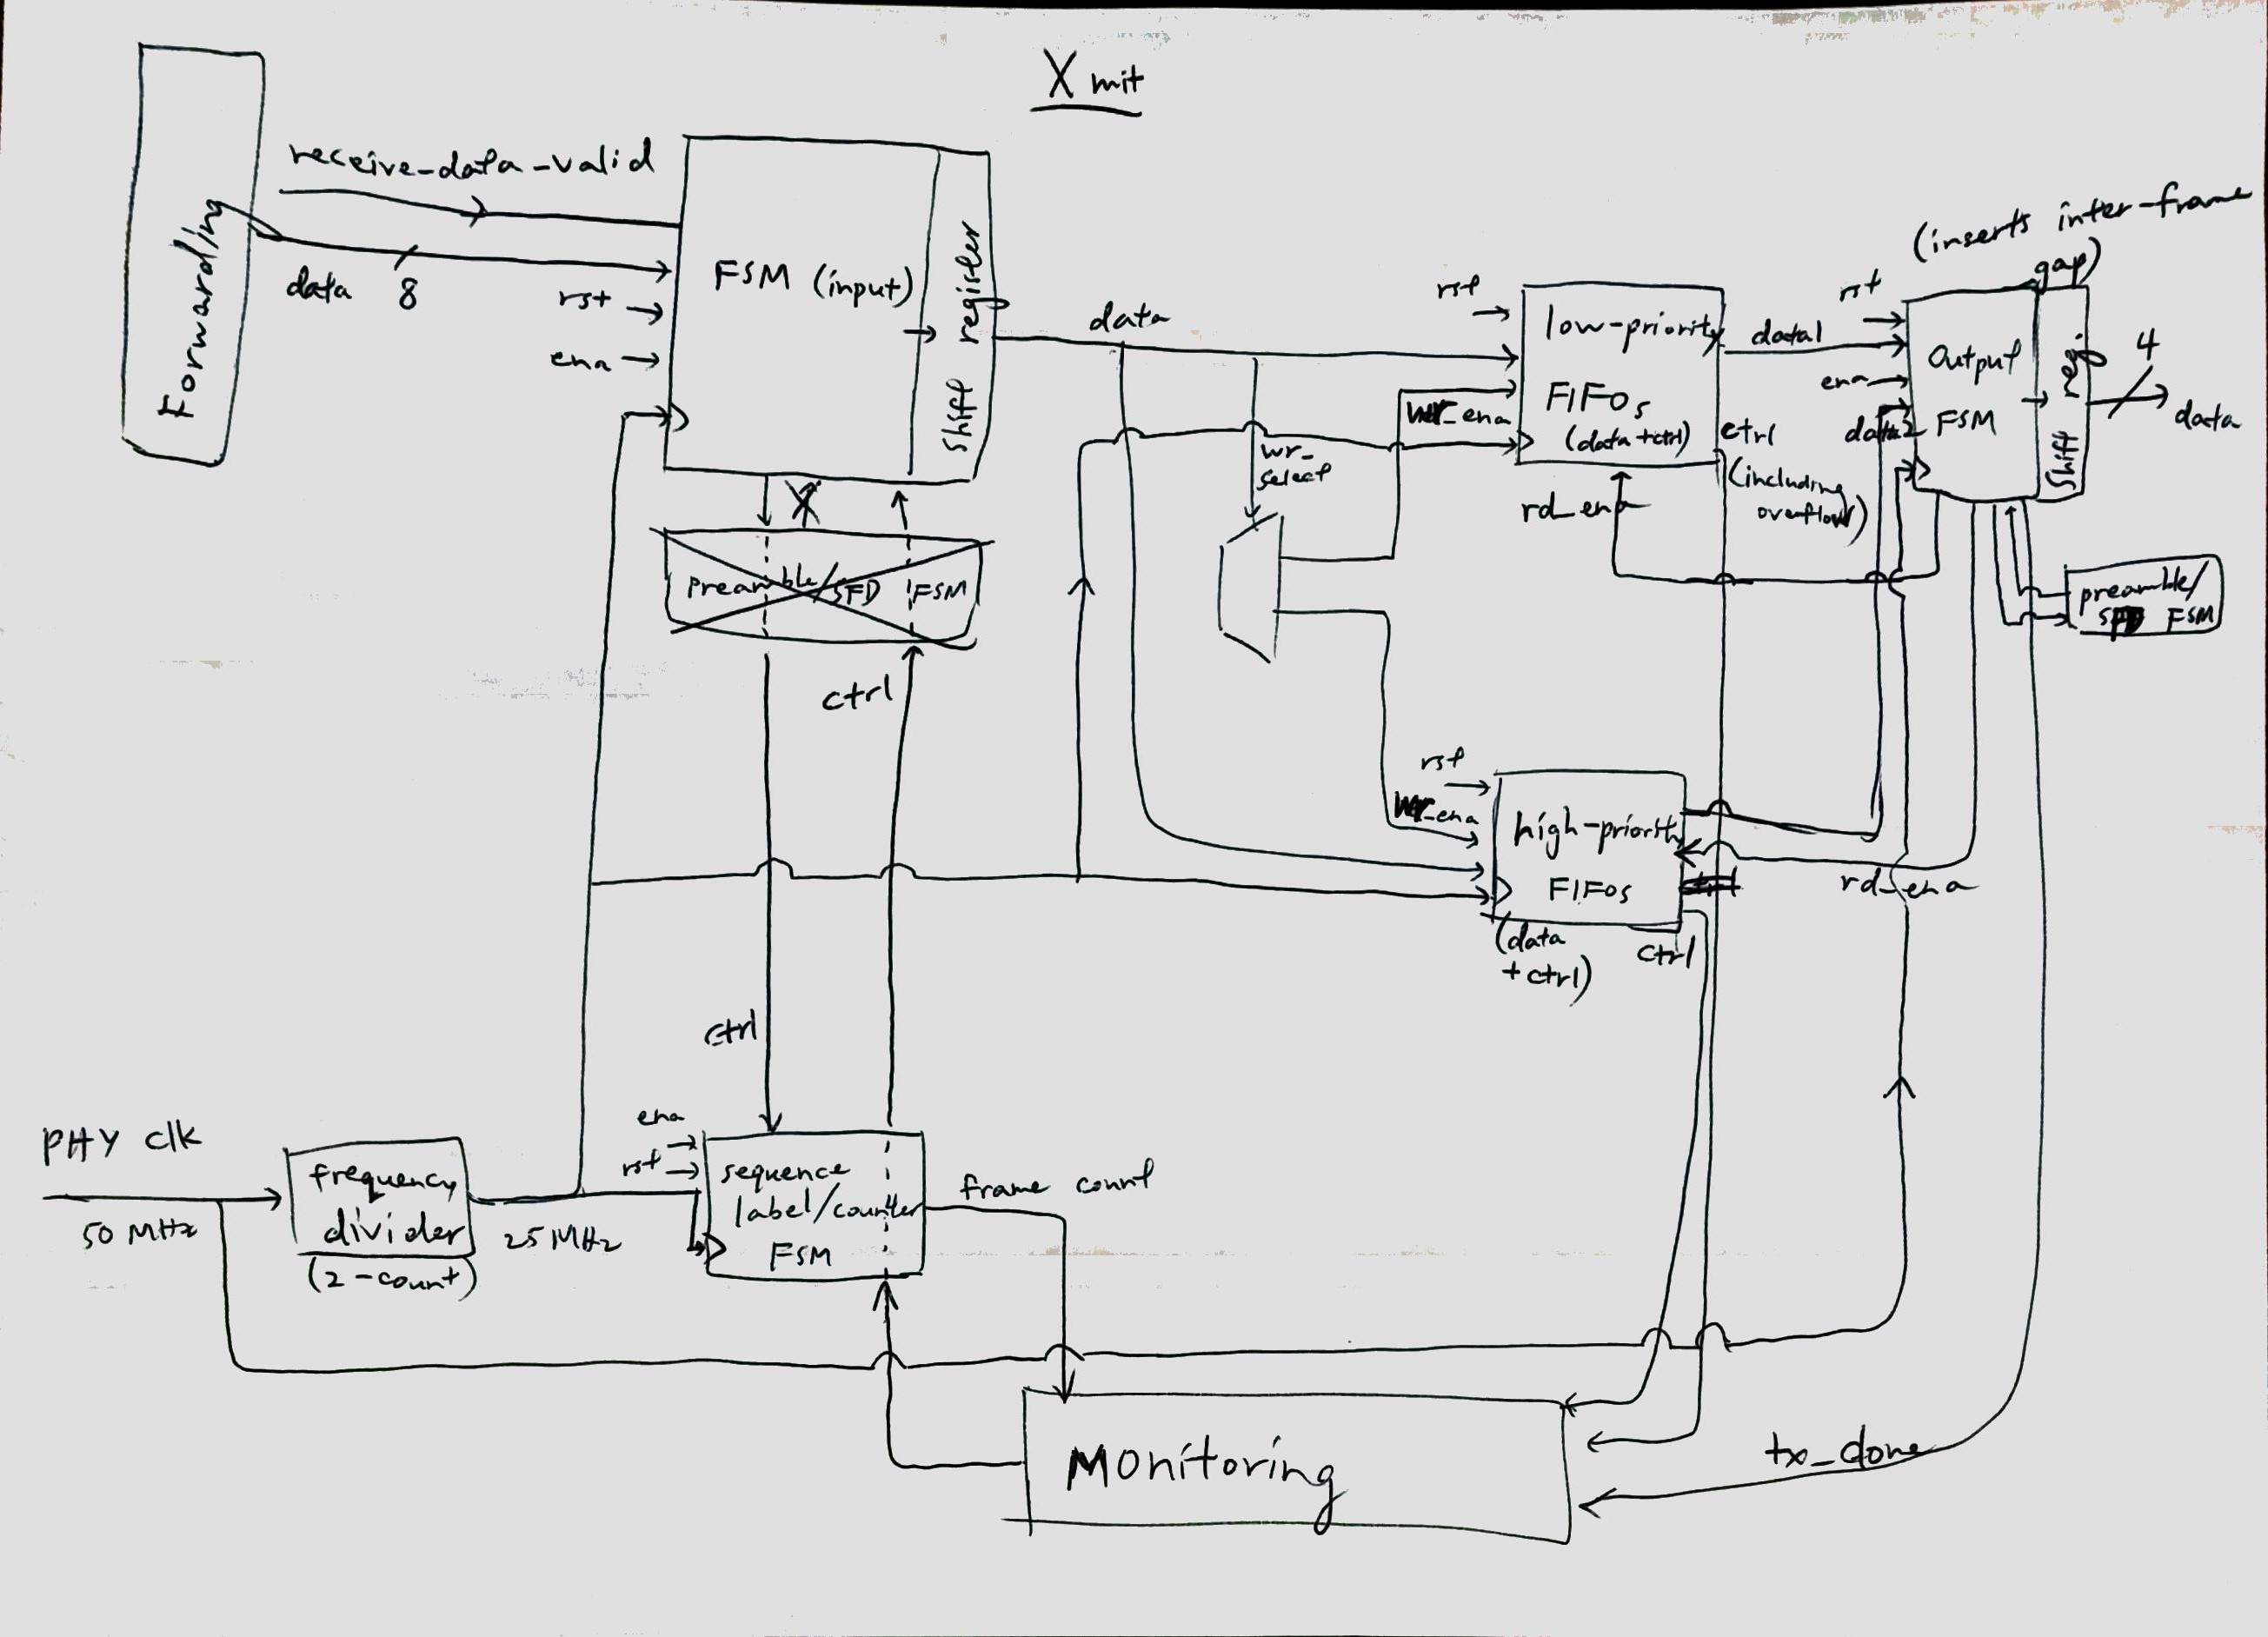 Xmit
Forwarding
receive-data-valid
data 8
rst
ena
FSM (input)
shift register
preamble/SFD FSM
ctrl
ctrl
data
wr_
select
rst
low-priority
FIFOs
(data+ctrl)
wr_ena
rd_ena
data1
ctrl
(including
overflow)
(inserts inter-frame
gap)
rst
ena
data2
Output
FSM
shift reg
4
data
preamble/
SFD FSM
rst
wr_ena
high-priority
FIFOs
(data
+ctrl)
ctrl
ctrl
rd_ena
PHY clk
50 MHz
frequency
divider
(2-count)
25 MHz
ena
rst
sequence
label/counter
FSM
frame count
Monitoring
tx_done